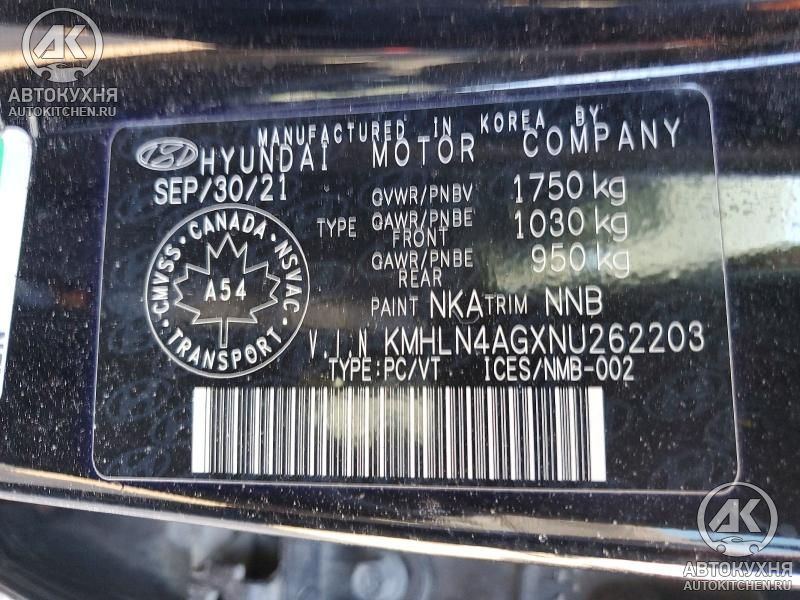 АВТОКУХНЯ
AUTOKITCHEN.RU
MANUFACTURED IN KOREA BY
HYUNDAI MOTOR COMPANY
SEP/30/21
GVWR/PNBV 1750 kg
TYPE GAWR/PNBE FRONT 1030 kg
GAWR/PNBE REAR 950 kg
CMVSS • CANADA • NSVAC
A54
TRANSPORT
PAINT NKA TRIM NNB
V.I.N KMHLN4AGXNU262203
TYPE:PC/VT ICES/NMB-002
АВТОКУХНЯ
AUTOKITCHEN.RU